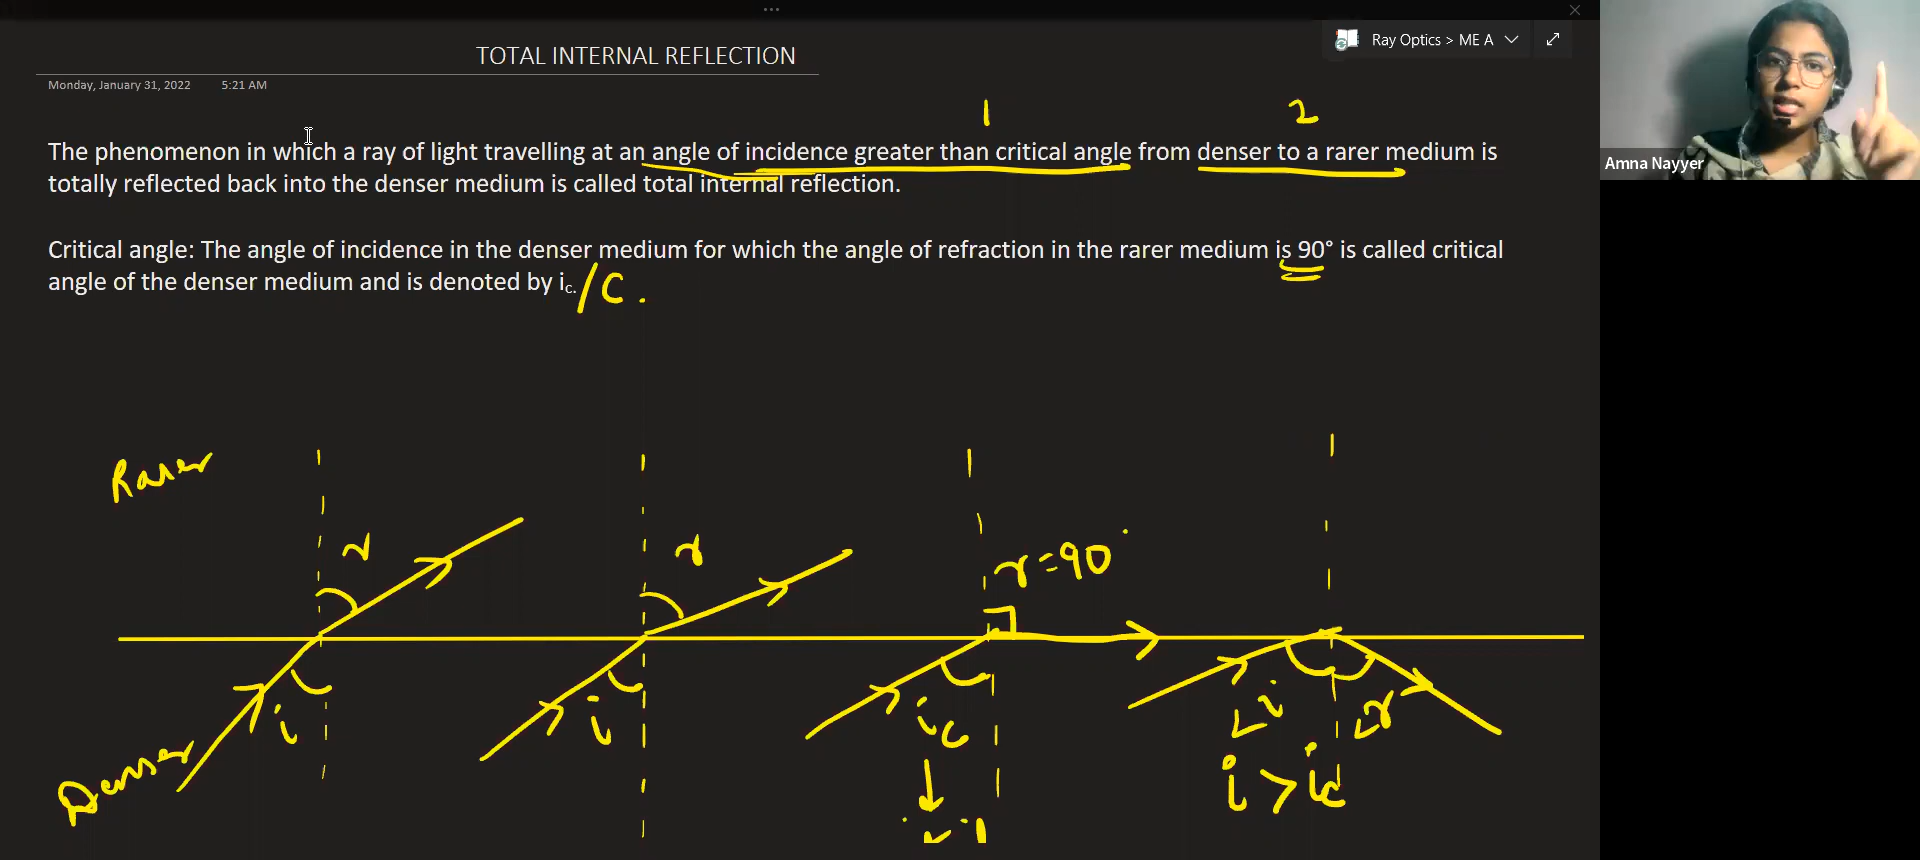 Ray Optics > ME A
TOTAL INTERNAL REFLECTION
Monday, January 31, 2022 5:21 AM
1 2
The phenomenon in which a ray of light travelling at an angle of incidence greater than critical angle from denser to a rarer medium is
totally reflected back into the denser medium is called total internal reflection.
Amna Nayyer
Critical angle: The angle of incidence in the denser medium for which the angle of refraction in the rarer medium is 90° is called critical
angle of the denser medium and is denoted by ic. / C.
Rarer
r r r = 90°
i i ic ∠i ∠r
Denser
i > ic